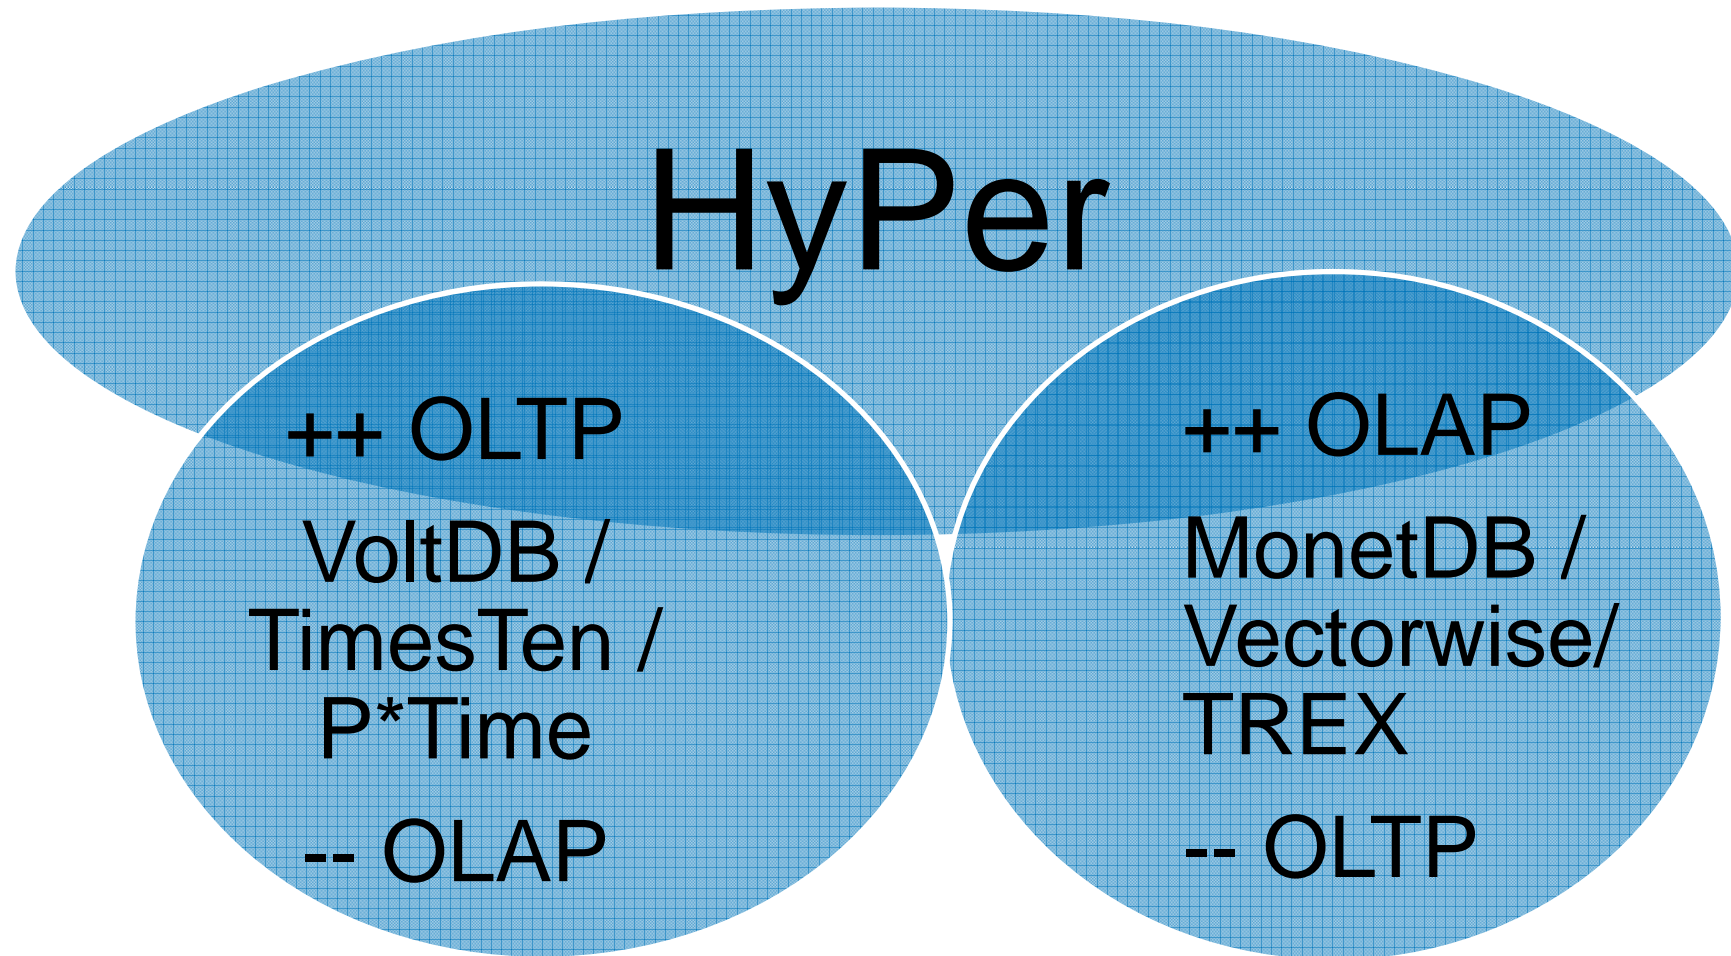 HyPer
++ OLTP
VoltDB /
TimesTen /
P*Time
-- OLAP
++ OLAP
MonetDB /
Vectorwise/
TREX
-- OLTP